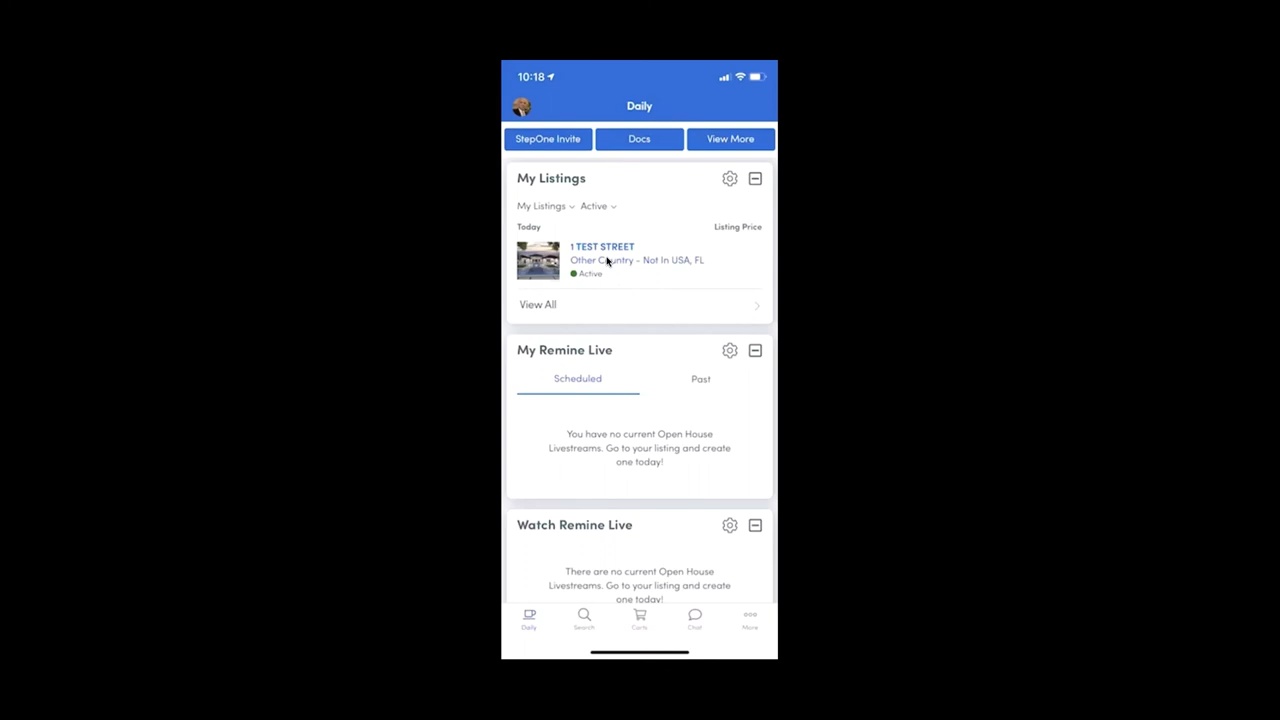 10:18
Daily
StepOne Invite Docs View More
My Listings
My Listings Active
Today Listing Price
1 TEST STREET
Other Country - Not In USA, FL
Active
View All
My Remine Live
Scheduled Past
You have no current Open House
Livestreams. Go to your listing and create
one today!
Watch Remine Live
There are no current Open House
Livestreams. Go to your listing and create
one today!
Daily Search Carts Chat More